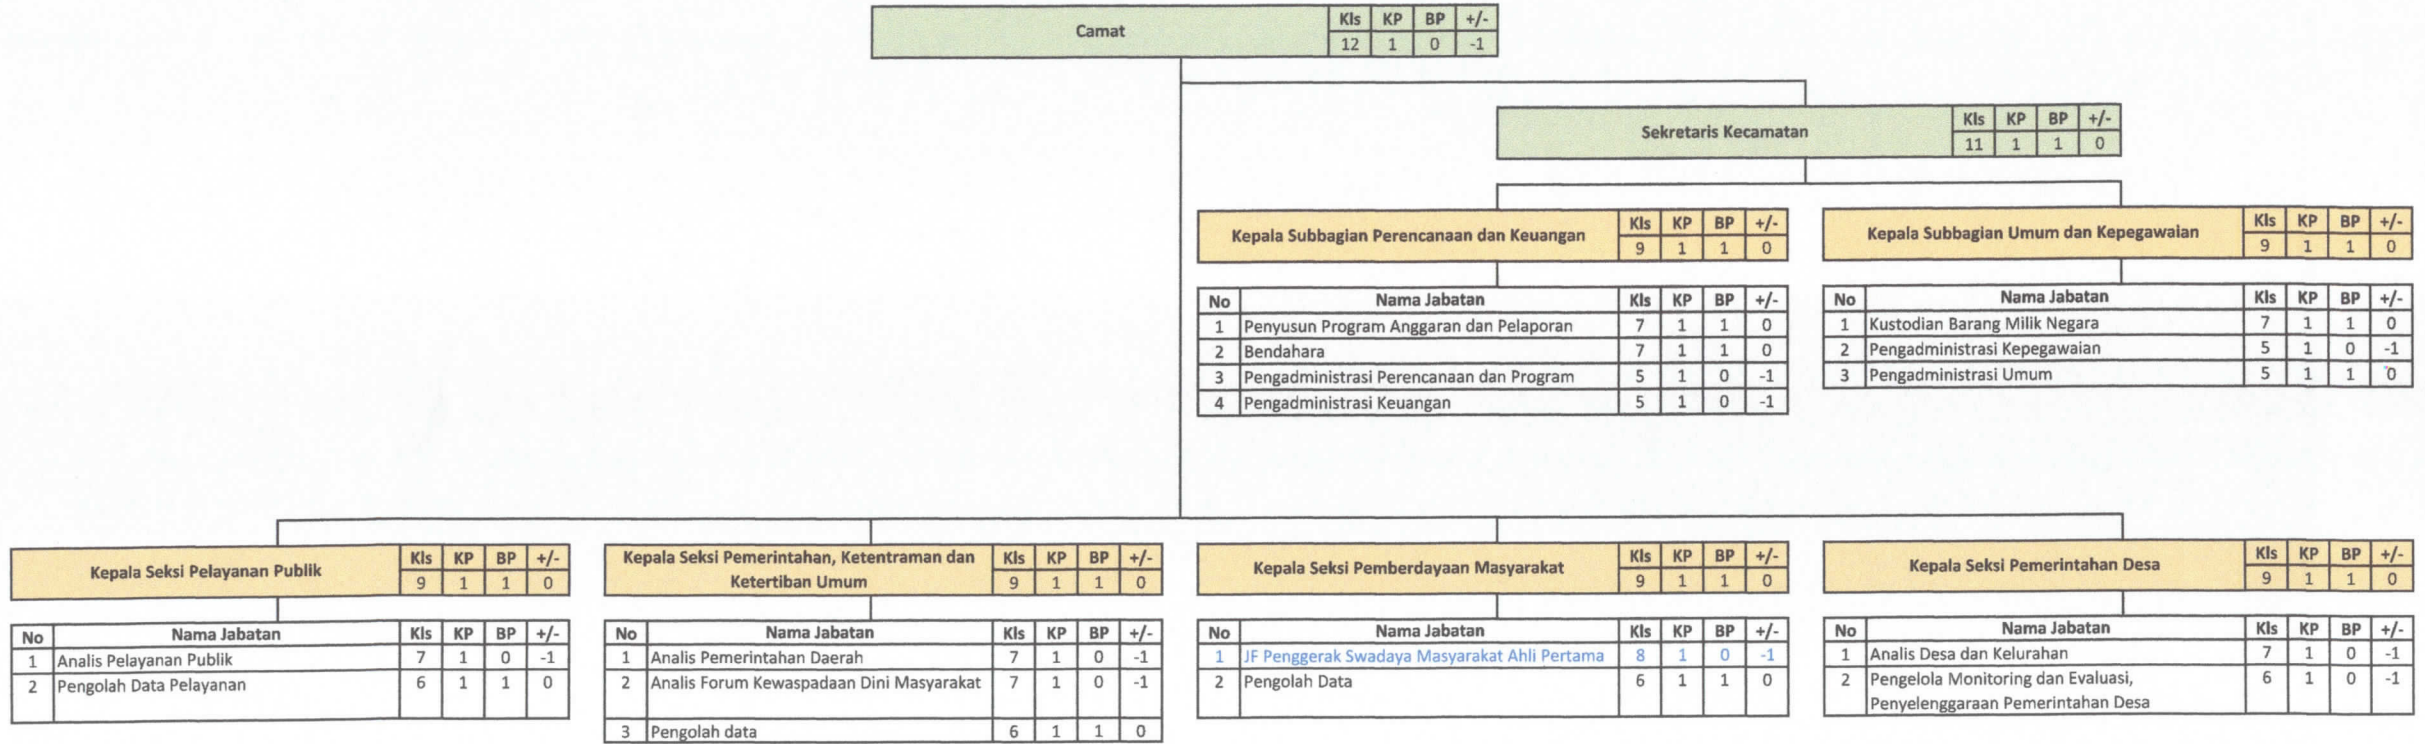 Camat Kls KP BP +/-
12 1 0 -1
Sekretaris Kecamatan Kls KP BP +/-
11 1 1 0
Kepala Subbagian Perencanaan dan Keuangan Kls KP BP +/-
9 1 1 0
No Nama Jabatan Kls KP BP +/-
1 Penyusun Program Anggaran dan Pelaporan 7 1 1 0
2 Bendahara 7 1 1 0
3 Pengadministrasi Perencanaan dan Program 5 1 0 -1
4 Pengadministrasi Keuangan 5 1 0 -1
Kepala Subbagian Umum dan Kepegawaian Kls KP BP +/-
9 1 1 0
No Nama Jabatan Kls KP BP +/-
1 Kustodian Barang Milik Negara 7 1 1 0
2 Pengadministrasi Kepegawaian 5 1 0 -1
3 Pengadministrasi Umum 5 1 1 0
Kepala Seksi Pelayanan Publik Kls KP BP +/-
9 1 1 0
No Nama Jabatan Kls KP BP +/-
1 Analis Pelayanan Publik 7 1 0 -1
2 Pengolah Data Pelayanan 6 1 1 0
Kepala Seksi Pemerintahan, Ketentraman dan Kls KP BP +/-
Ketertiban Umum 9 1 1 0
No Nama Jabatan Kls KP BP +/-
1 Analis Pemerintahan Daerah 7 1 0 -1
2 Analis Forum Kewaspadaan Dini Masyarakat 7 1 0 -1
3 Pengolah data 6 1 1 0
Kepala Seksi Pemberdayaan Masyarakat Kls KP BP +/-
9 1 1 0
No Nama Jabatan Kls KP BP +/-
1 JF Penggerak Swadaya Masyarakat Ahli Pertama 8 1 0 -1
2 Pengolah Data 6 1 1 0
Kepala Seksi Pemerintahan Desa Kls KP BP +/-
9 1 1 0
No Nama Jabatan Kls KP BP +/-
1 Analis Desa dan Kelurahan 7 1 0 -1
2 Pengelola Monitoring dan Evaluasi, 6 1 0 -1
Penyelenggaraan Pemerintahan Desa